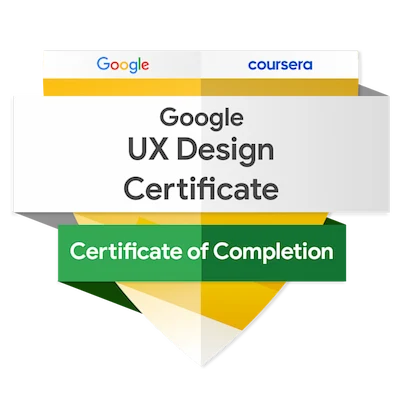 Google coursera
Google
UX Design
Certificate
Certificate of Completion